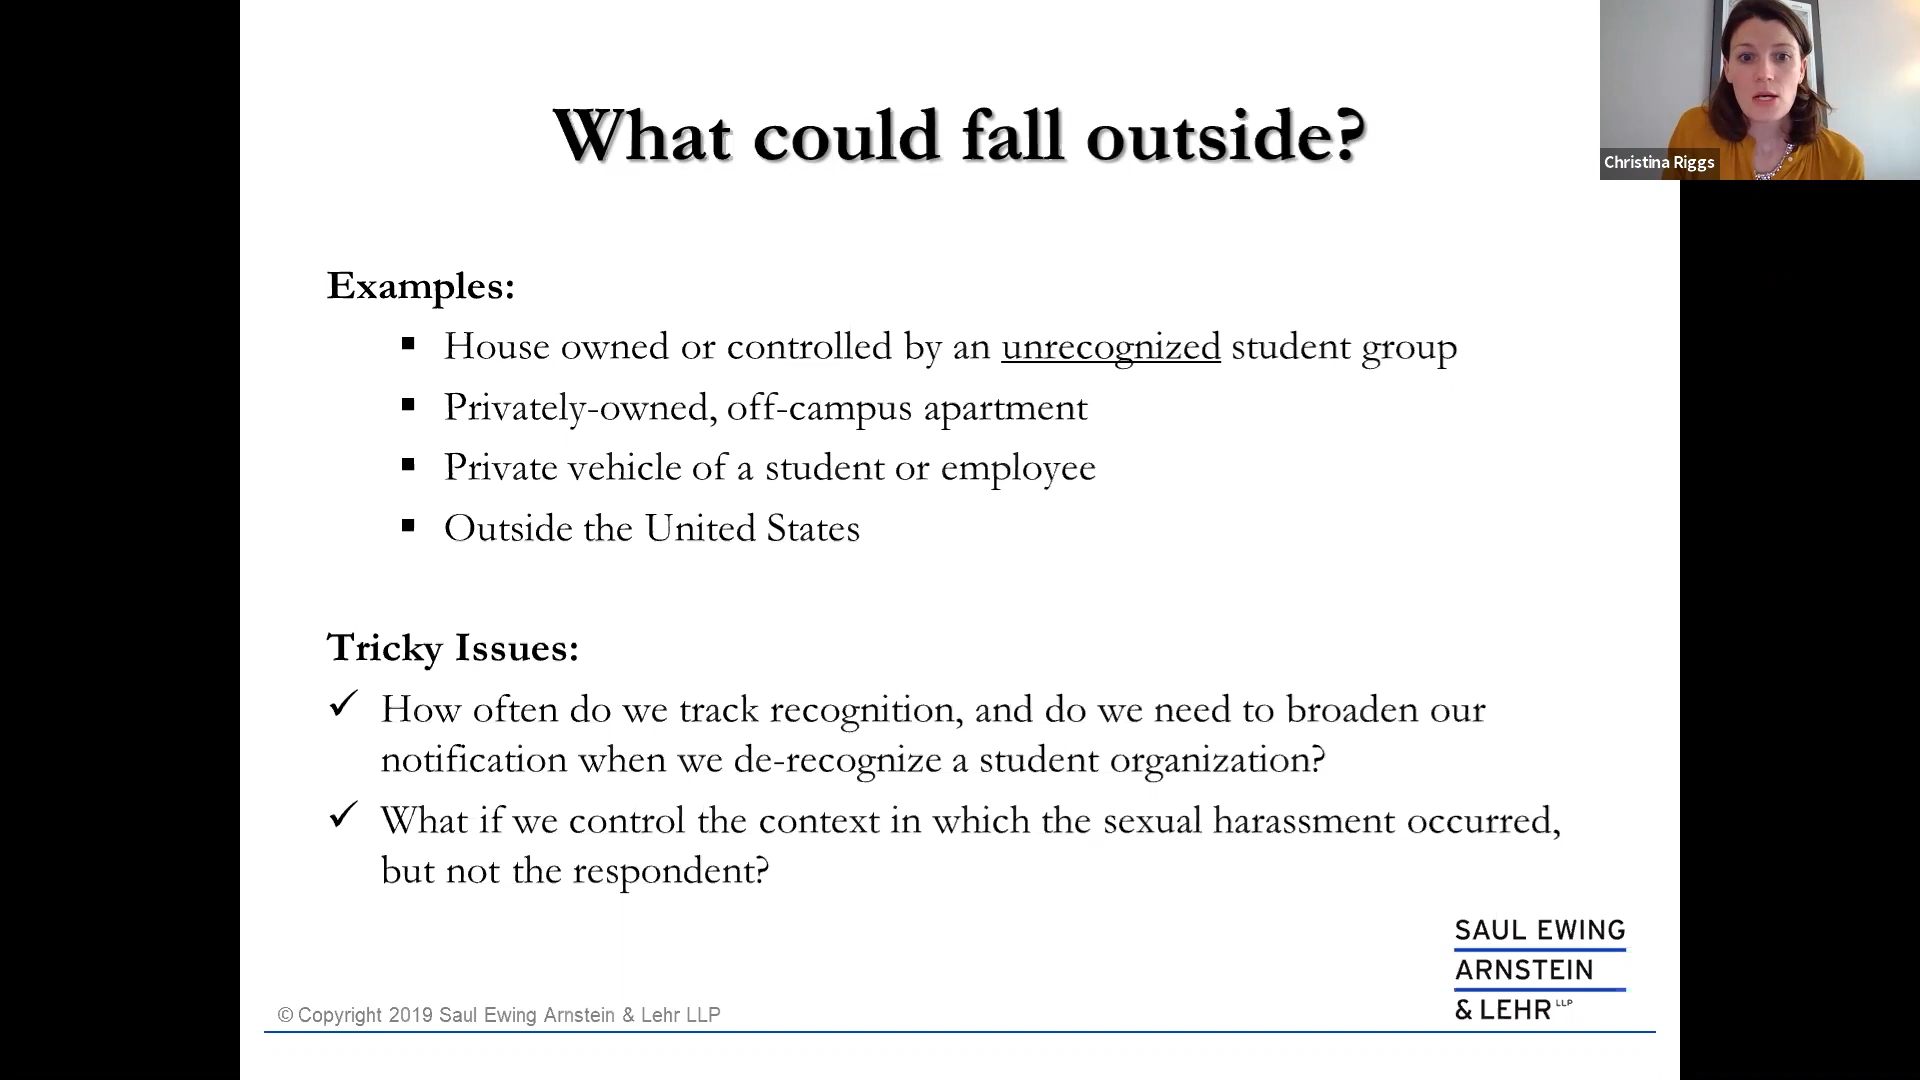 What could fall outside?
Christina Riggs
Examples:
▪ House owned or controlled by an unrecognized student group
▪ Privately-owned, off-campus apartment
▪ Private vehicle of a student or employee
▪ Outside the United States
Tricky Issues:
✓ How often do we track recognition, and do we need to broaden our
notification when we de-recognize a student organization?
✓ What if we control the context in which the sexual harassment occurred,
but not the respondent?
SAUL EWING
ARNSTEIN
& LEHR LLP
© Copyright 2019 Saul Ewing Arnstein & Lehr LLP